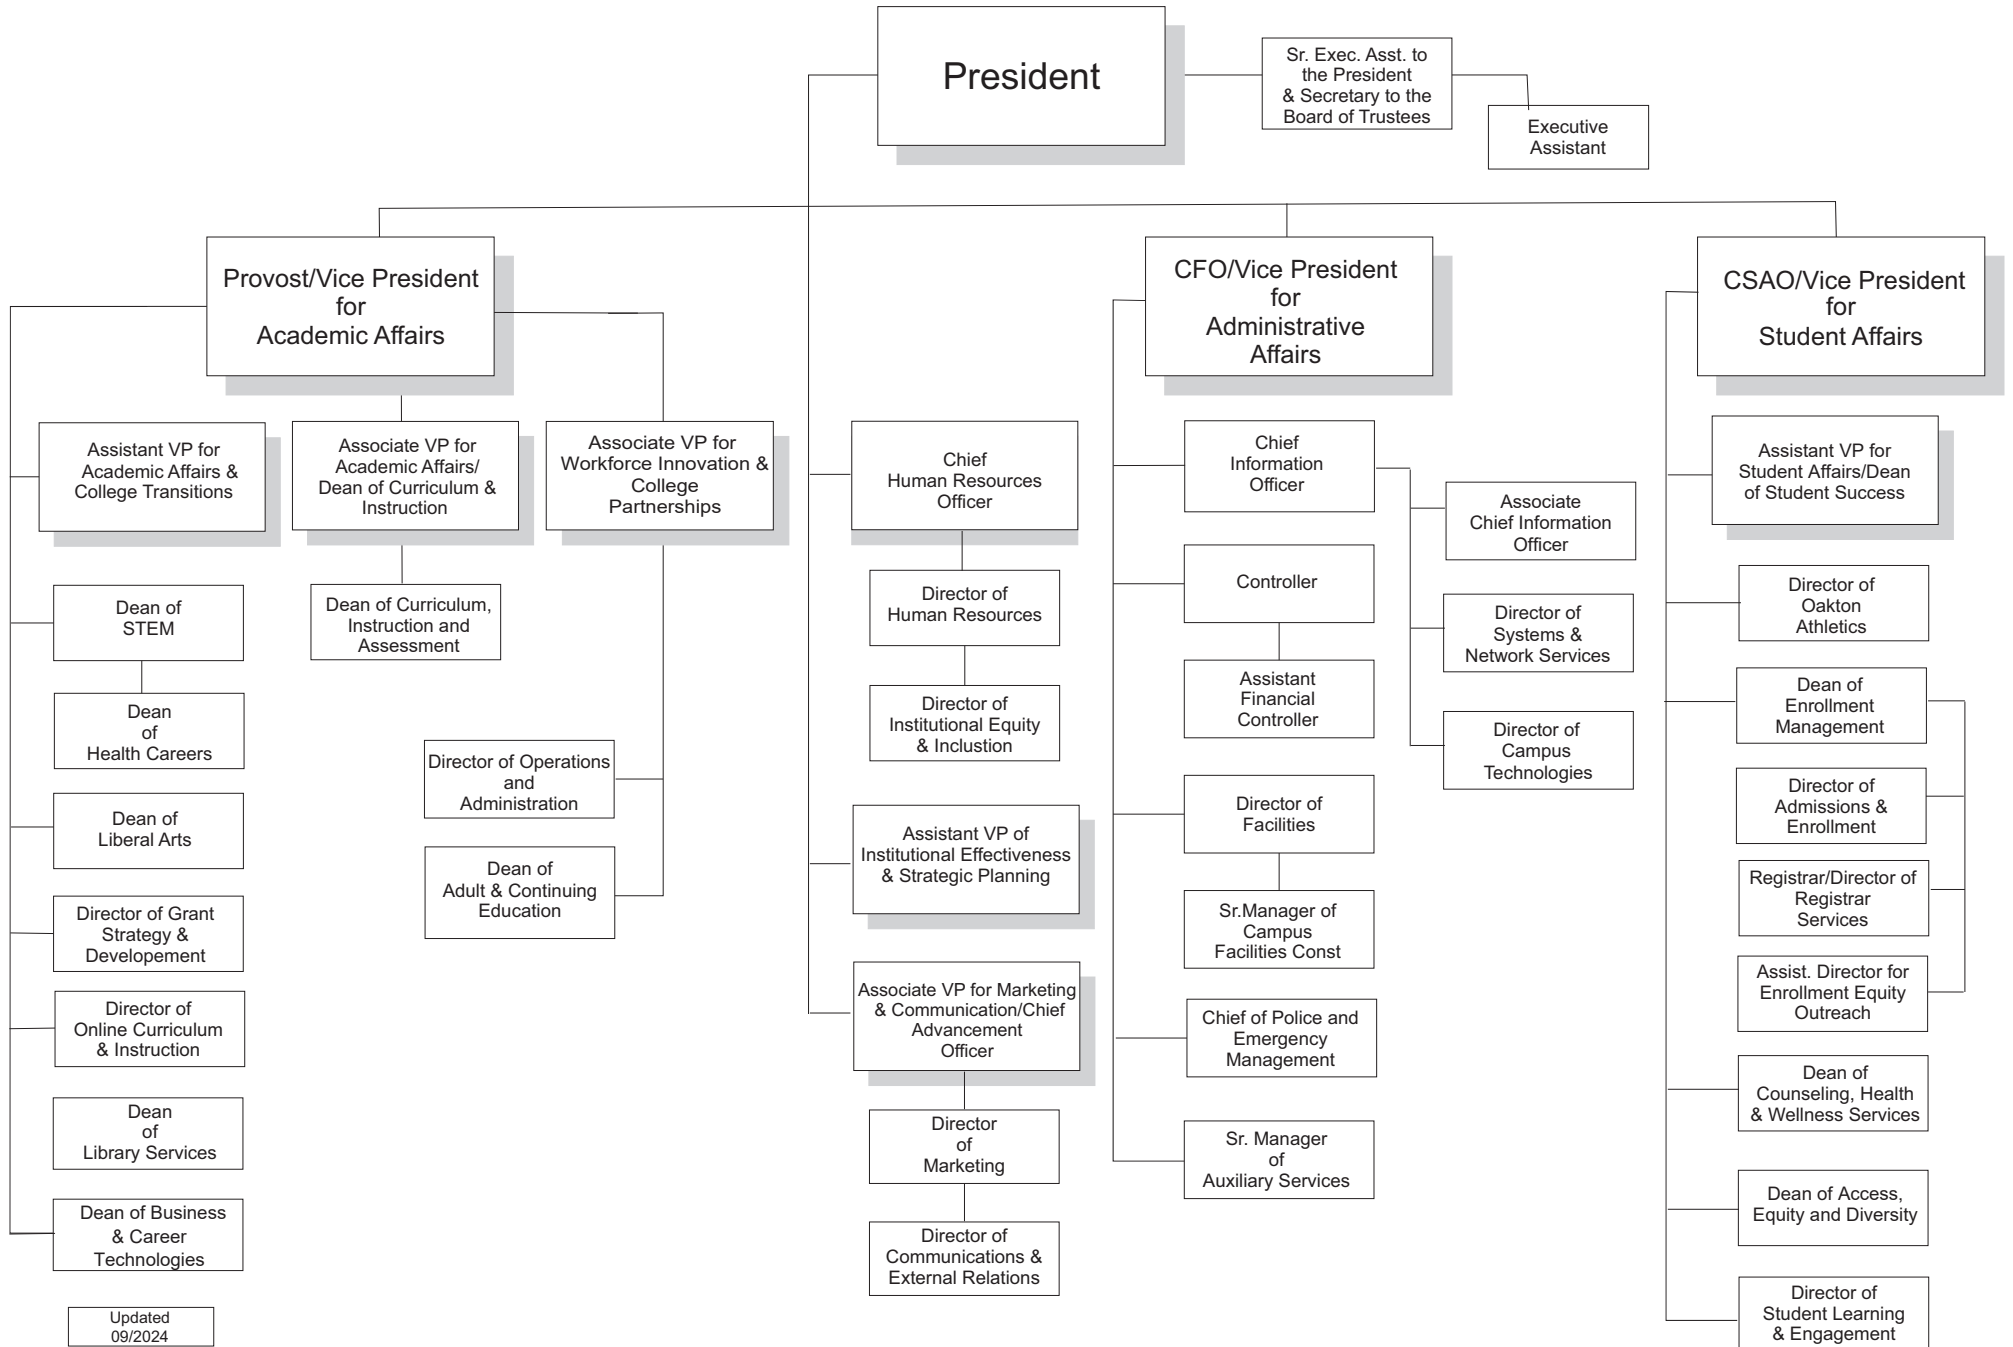 President
Sr. Exec. Asst. to
the President
& Secretary to the
Board of Trustees
Executive
Assistant
Provost/Vice President
for
Academic Affairs
CFO/Vice President
for
Administrative
Affairs
CSAO/Vice President
for
Student Affairs
Assistant VP for
Academic Affairs &
College Transitions
Associate VP for
Academic Affairs/
Dean of Curriculum &
Instruction
Associate VP for
Workforce Innovation &
College
Partnerships
Dean of
STEM
Dean
of
Health Careers
Dean of
Liberal Arts
Director of Grant
Strategy &
Developement
Director of
Online Curriculum
& Instruction
Dean
of
Library Services
Dean of Business
& Career
Technologies
Dean of Curriculum,
Instruction and
Assessment
Director of Operations
and
Administration
Dean of
Adult & Continuing
Education
Chief
Human Resources
Officer
Director of
Human Resources
Director of
Institutional Equity
& Inclustion
Assistant VP of
Institutional Effectiveness
& Strategic Planning
Associate VP for Marketing
& Communication/Chief
Advancement
Officer
Director
of
Marketing
Director of
Communications &
External Relations
Chief
Information
Officer
Associate
Chief Information
Officer
Director of
Systems &
Network Services
Director of
Campus
Technologies
Controller
Assistant
Financial
Controller
Director of
Facilities
Sr.Manager of
Campus
Facilities Const
Chief of Police and
Emergency
Management
Sr. Manager
of
Auxiliary Services
Assistant VP for
Student Affairs/Dean
of Student Success
Director of
Oakton
Athletics
Dean of
Enrollment
Management
Director of
Admissions &
Enrollment
Registrar/Director of
Registrar
Services
Assist. Director for
Enrollment Equity
Outreach
Dean of
Counseling, Health
& Wellness Services
Dean of Access,
Equity and Diversity
Director of
Student Learning
& Engagement
Updated
09/2024